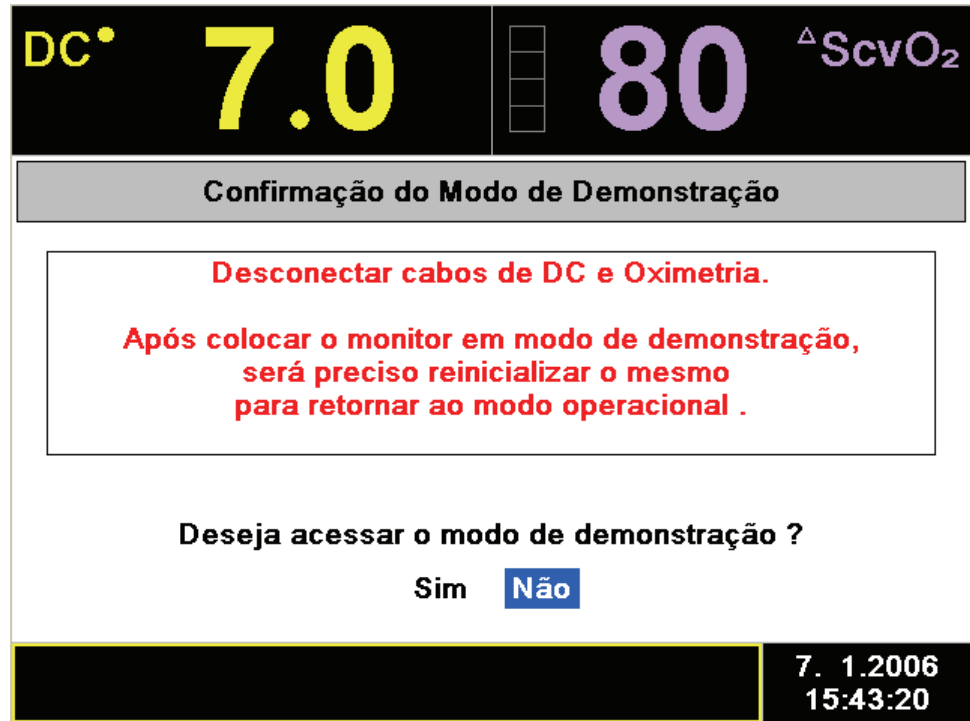 DC• 7.0 80 △ScvO₂
Confirmação do Modo de Demonstração
Desconectar cabos de DC e Oximetria.
Após colocar o monitor em modo de demonstração,
será preciso reinicializar o mesmo
para retornar ao modo operacional .
Deseja acessar o modo de demonstração ?
Sim Não
7. 1.2006
15:43:20